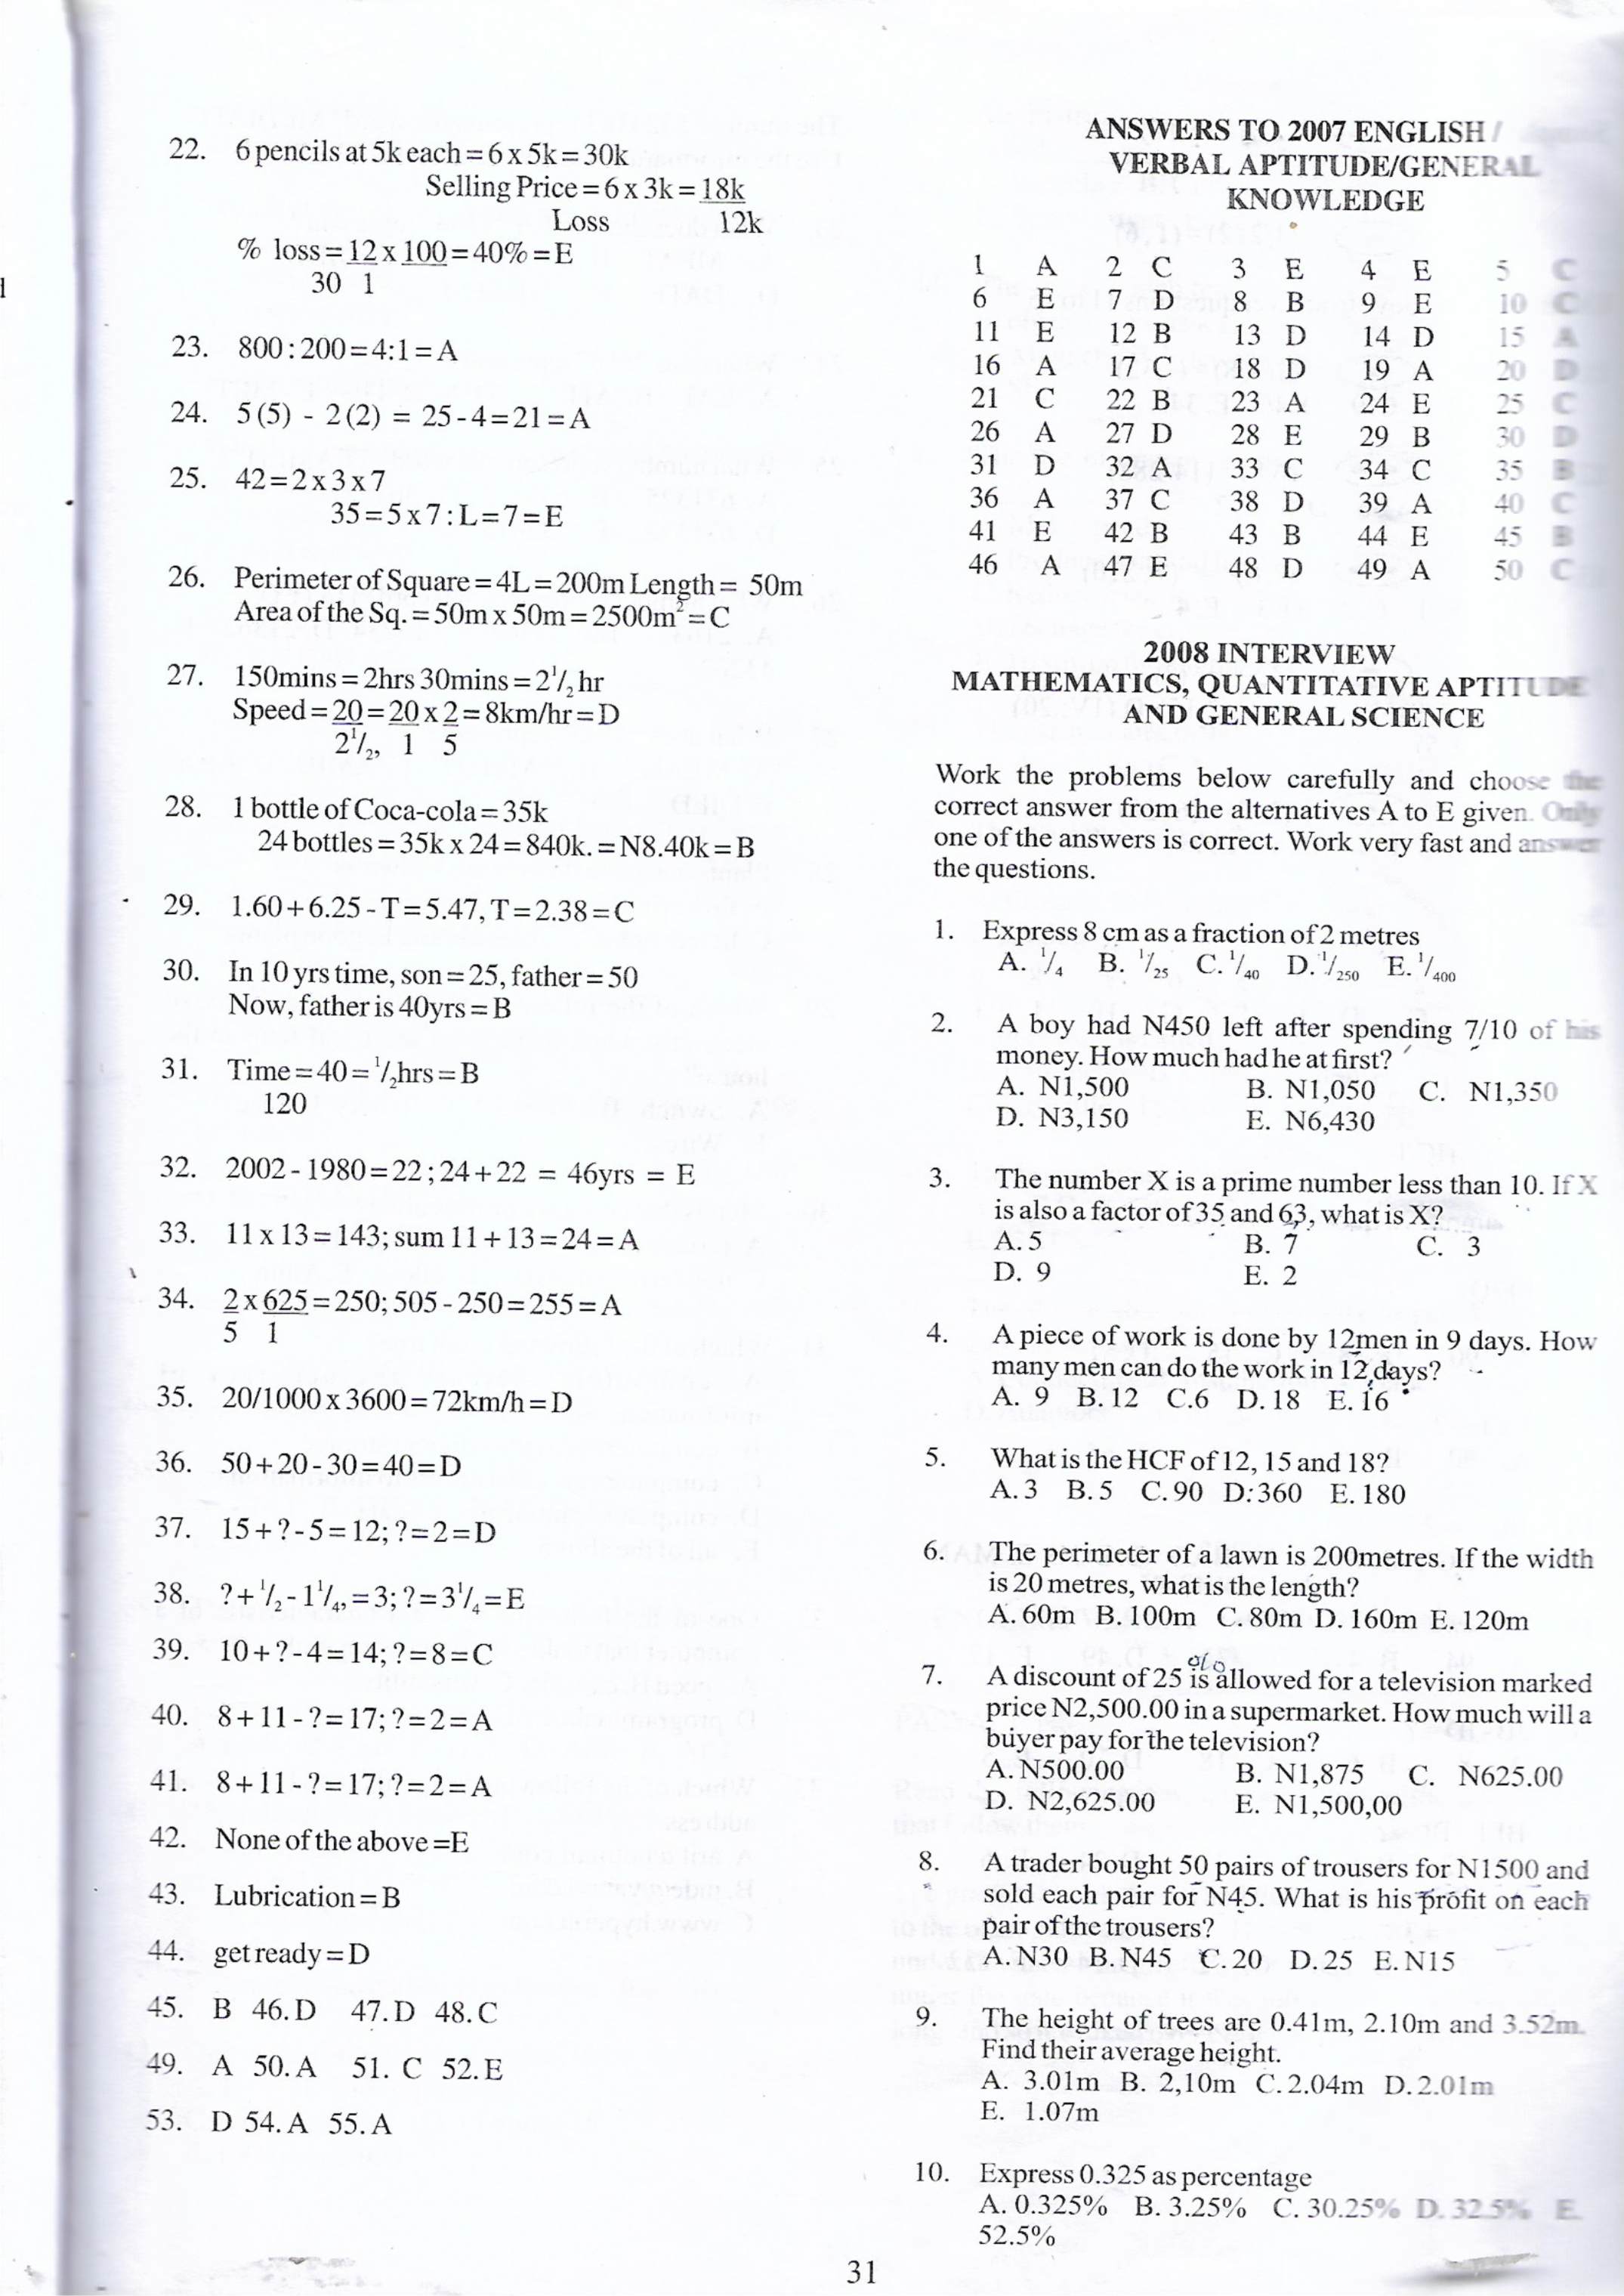 22. 6 pencils at 5k each = 6 x 5k = 30k
Selling Price = 6 x 3k = 18k
Loss 12k
% loss = 12 x 100 = 40% = E
30 1
23. 800 : 200 = 4:1 = A
24. 5 (5) - 2 (2) = 25 - 4 = 21 = A
25. 42 = 2 x 3 x 7
35 = 5 x 7 : L = 7 = E
26. Perimeter of Square = 4L = 200m Length = 50m
Area of the Sq. = 50m x 50m = 2500m² = C
27. 150mins = 2hrs 30mins = 2¹/₂ hr
Speed = 20 = 20 x 2 = 8km/hr = D
2¹/₂, 1 5
28. 1 bottle of Coca-cola = 35k
24 bottles = 35k x 24 = 840k. = N8.40k = B
29. 1.60 + 6.25 - T = 5.47, T = 2.38 = C
30. In 10 yrs time, son = 25, father = 50
Now, father is 40yrs = B
31. Time = 40 = ¹/₂hrs = B
120
32. 2002 - 1980 = 22 ; 24 + 22 = 46yrs = E
33. 11 x 13 = 143; sum 11 + 13 = 24 = A
34. 2 x 625 = 250; 505 - 250 = 255 = A
5 1
35. 20/1000 x 3600 = 72km/h = D
36. 50 + 20 - 30 = 40 = D
37. 15 + ? - 5 = 12; ? = 2 = D
38. ? + ¹/₂ - 1¹/₄, = 3; ? = 3¹/₄ = E
39. 10 + ? - 4 = 14; ? = 8 = C
40. 8 + 11 - ? = 17; ? = 2 = A
41. 8 + 11 - ? = 17; ? = 2 = A
42. None of the above =E
43. Lubrication = B
44. get ready = D
45. B 46. D 47. D 48. C
49. A 50. A 51. C 52. E
53. D 54. A 55. A
ANSWERS TO 2007 ENGLISH /
VERBAL APTITUDE/GENERAL
KNOWLEDGE
1 A 2 C 3 E 4 E 5 C
6 E 7 D 8 B 9 E 10 C
11 E 12 B 13 D 14 D 15 A
16 A 17 C 18 D 19 A 20 D
21 C 22 B 23 A 24 E 25 C
26 A 27 D 28 E 29 B 30 D
31 D 32 A 33 C 34 C 35 B
36 A 37 C 38 D 39 A 40 C
41 E 42 B 43 B 44 E 45 B
46 A 47 E 48 D 49 A 50 C
2008 INTERVIEW
MATHEMATICS, QUANTITATIVE APTITUDE
AND GENERAL SCIENCE
Work the problems below carefully and choose the
correct answer from the alternatives A to E given. Only
one of the answers is correct. Work very fast and answer
the questions.
1. Express 8 cm as a fraction of 2 metres
A. ¹/₄ B. ¹/₂₅ C. ¹/₄₀ D. ¹/₂₅₀ E. ¹/₄₀₀
2. A boy had N450 left after spending 7/10 of his
money. How much had he at first?
A. N1,500 B. N1,050 C. N1,350
D. N3,150 E. N6,430
3. The number X is a prime number less than 10. If X
is also a factor of 35 and 63, what is X?
A. 5 B. 7 C. 3
D. 9 E. 2
4. A piece of work is done by 12men in 9 days. How
many men can do the work in 12 days?
A. 9 B. 12 C.6 D. 18 E. 16
5. What is the HCF of 12, 15 and 18?
A. 3 B. 5 C. 90 D: 360 E. 180
6. The perimeter of a lawn is 200metres. If the width
is 20 metres, what is the length?
A. 60m B. 100m C. 80m D. 160m E. 120m
7. A discount of 25 % is allowed for a television marked
price N2,500.00 in a supermarket. How much will a
buyer pay for the television?
A. N500.00 B. N1,875 C. N625.00
D. N2,625.00 E. N1,500,00
8. A trader bought 50 pairs of trousers for N1500 and
sold each pair for N45. What is his profit on each
pair of the trousers?
A. N30 B. N45 C. 20 D. 25 E. N15
9. The height of trees are 0.41m, 2.10m and 3.52m.
Find their average height.
A. 3.01m B. 2,10m C. 2.04m D. 2.01m
E. 1.07m
10. Express 0.325 as percentage
A. 0.325% B. 3.25% C. 30.25% D. 32.5% E.
52.5%
31